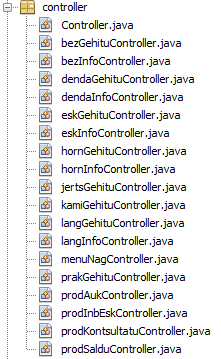 controller
Controller.java
bezGehituController.java
bezInfoController.java
dendaGehituController.java
dendaInfoController.java
eskGehituController.java
eskInfoController.java
hornGehituController.java
hornInfoController.java
jertsGehituController.java
kamiGehituController.java
langGehituController.java
langInfoController.java
menuNagController.java
prakGehituController.java
prodAukController.java
prodInbEskController.java
prodKontsultatuController.java
prodSalduController.java